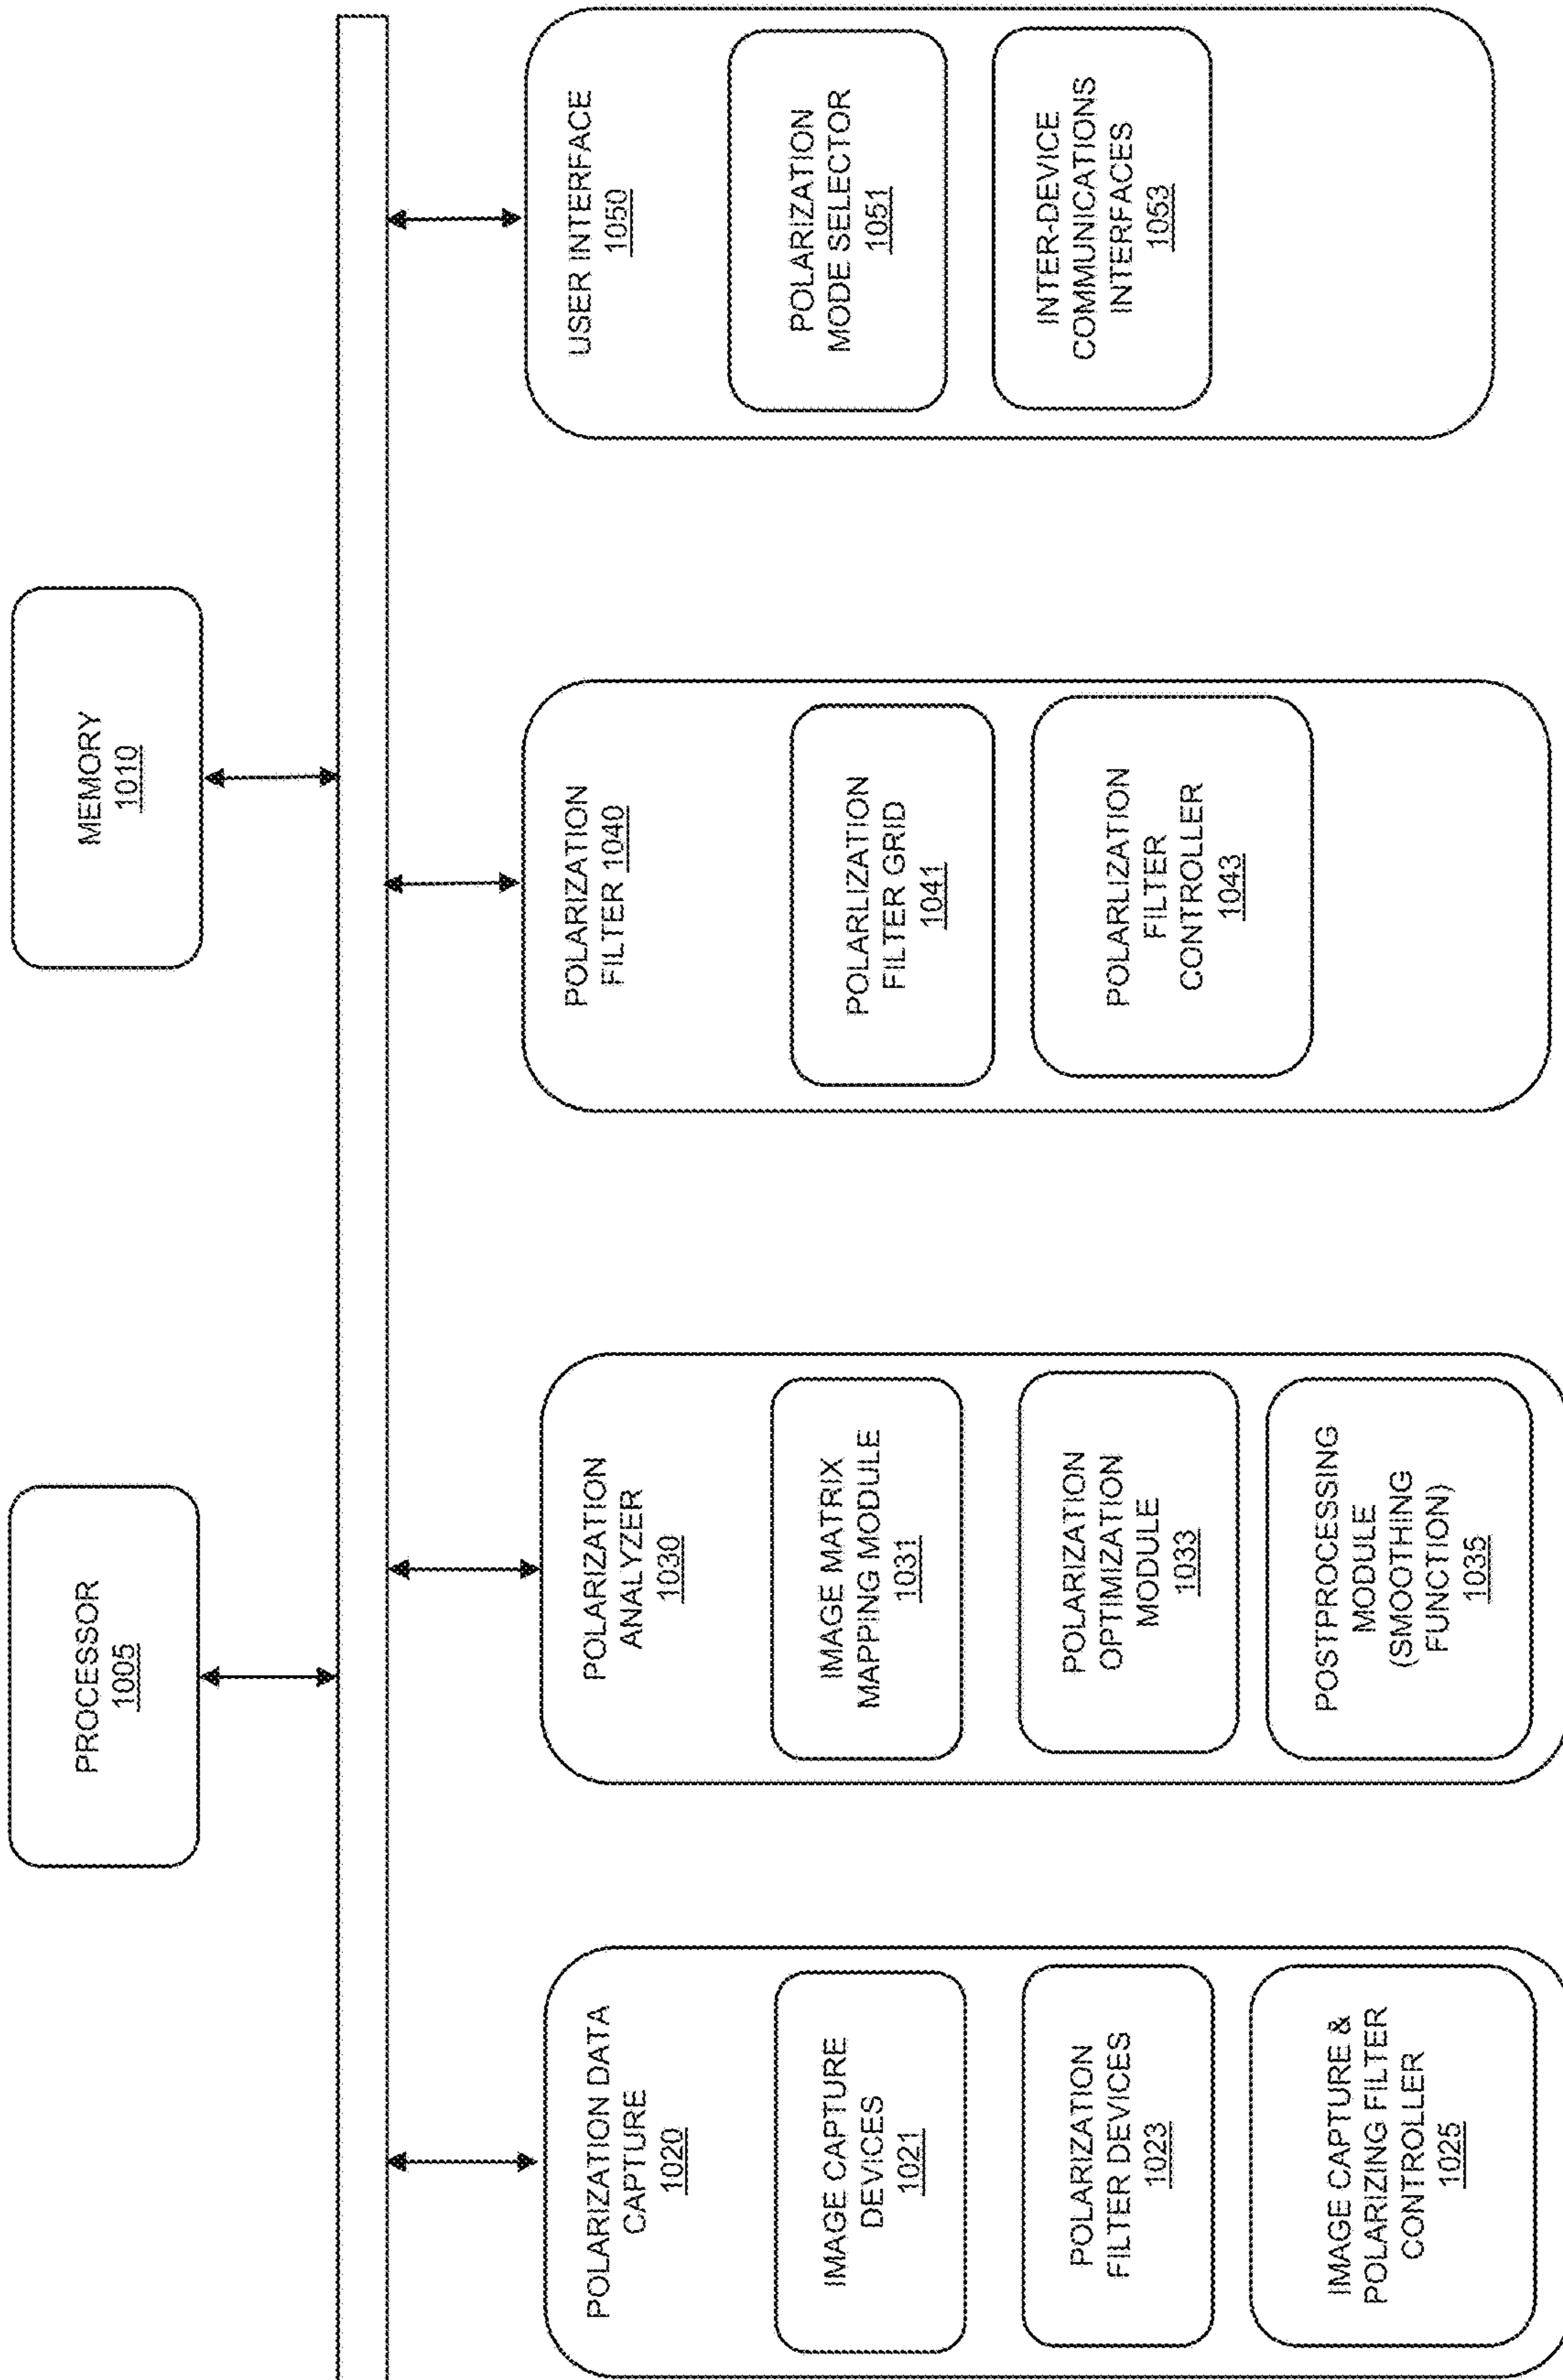 PROCESSOR
1005
MEMORY
1010
POLARIZATION DATA
CAPTURE
1020
IMAGE CAPTURE
DEVICES
1021
POLARIZATION
FILTER DEVICES
1023
IMAGE CAPTURE &
POLARIZING FILTER
CONTROLLER
1025
POLARIZATION
ANALYZER
1030
IMAGE MATRIX
MAPPING MODULE
1031
POLARIZATION
OPTIMIZATION
MODULE
1033
POSTPROCESSING
MODULE
(SMOOTHING
FUNCTION)
1035
POLARIZATION
FILTER 1040
POLARLIZATION
FILTER GRID
1041
POLARLIZATION
FILTER
CONTROLLER
1043
USER INTERFACE
1050
POLARIZATION
MODE SELECTOR
1051
INTER-DEVICE
COMMUNICATIONS
INTERFACES
1053